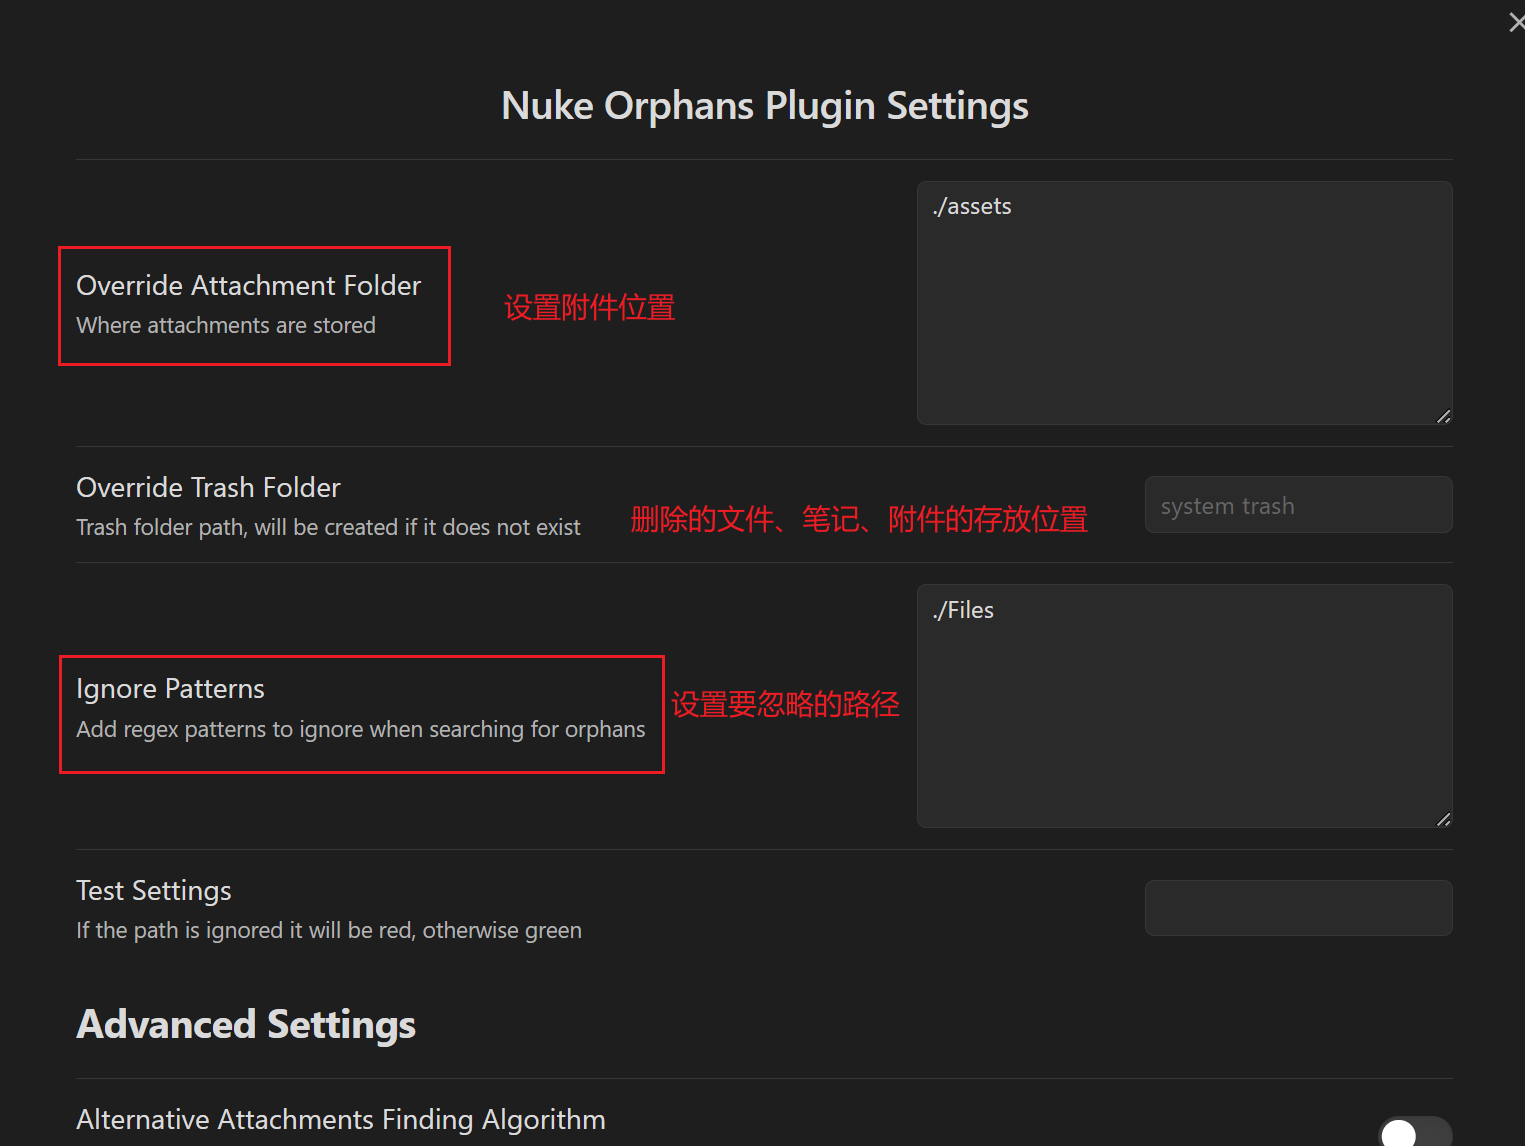 Nuke Orphans Plugin Settings
./assets
Override Attachment Folder
Where attachments are stored
设置附件位置
Override Trash Folder
Trash folder path, will be created if it does not exist
删除的文件、笔记、附件的存放位置
system trash
./Files
Ignore Patterns
Add regex patterns to ignore when searching for orphans
设置要忽略的路径
Test Settings
If the path is ignored it will be red, otherwise green
Advanced Settings
Alternative Attachments Finding Algorithm